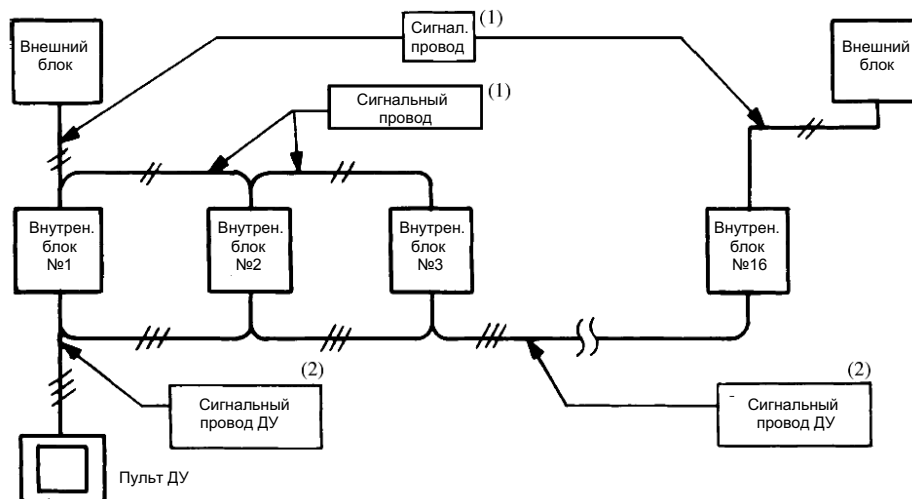 Внешний
блок
Сигнал.
провод
(1)
Внешний
блок
Сигнальный
провод
(1)
Внутрен.
блок
№1
Внутрен.
блок
№2
Внутрен.
блок
№3
Внутрен.
блок
№16
(2)
Сигнальный
провод ДУ
(2)
Сигнальный
провод ДУ
Пульт ДУ